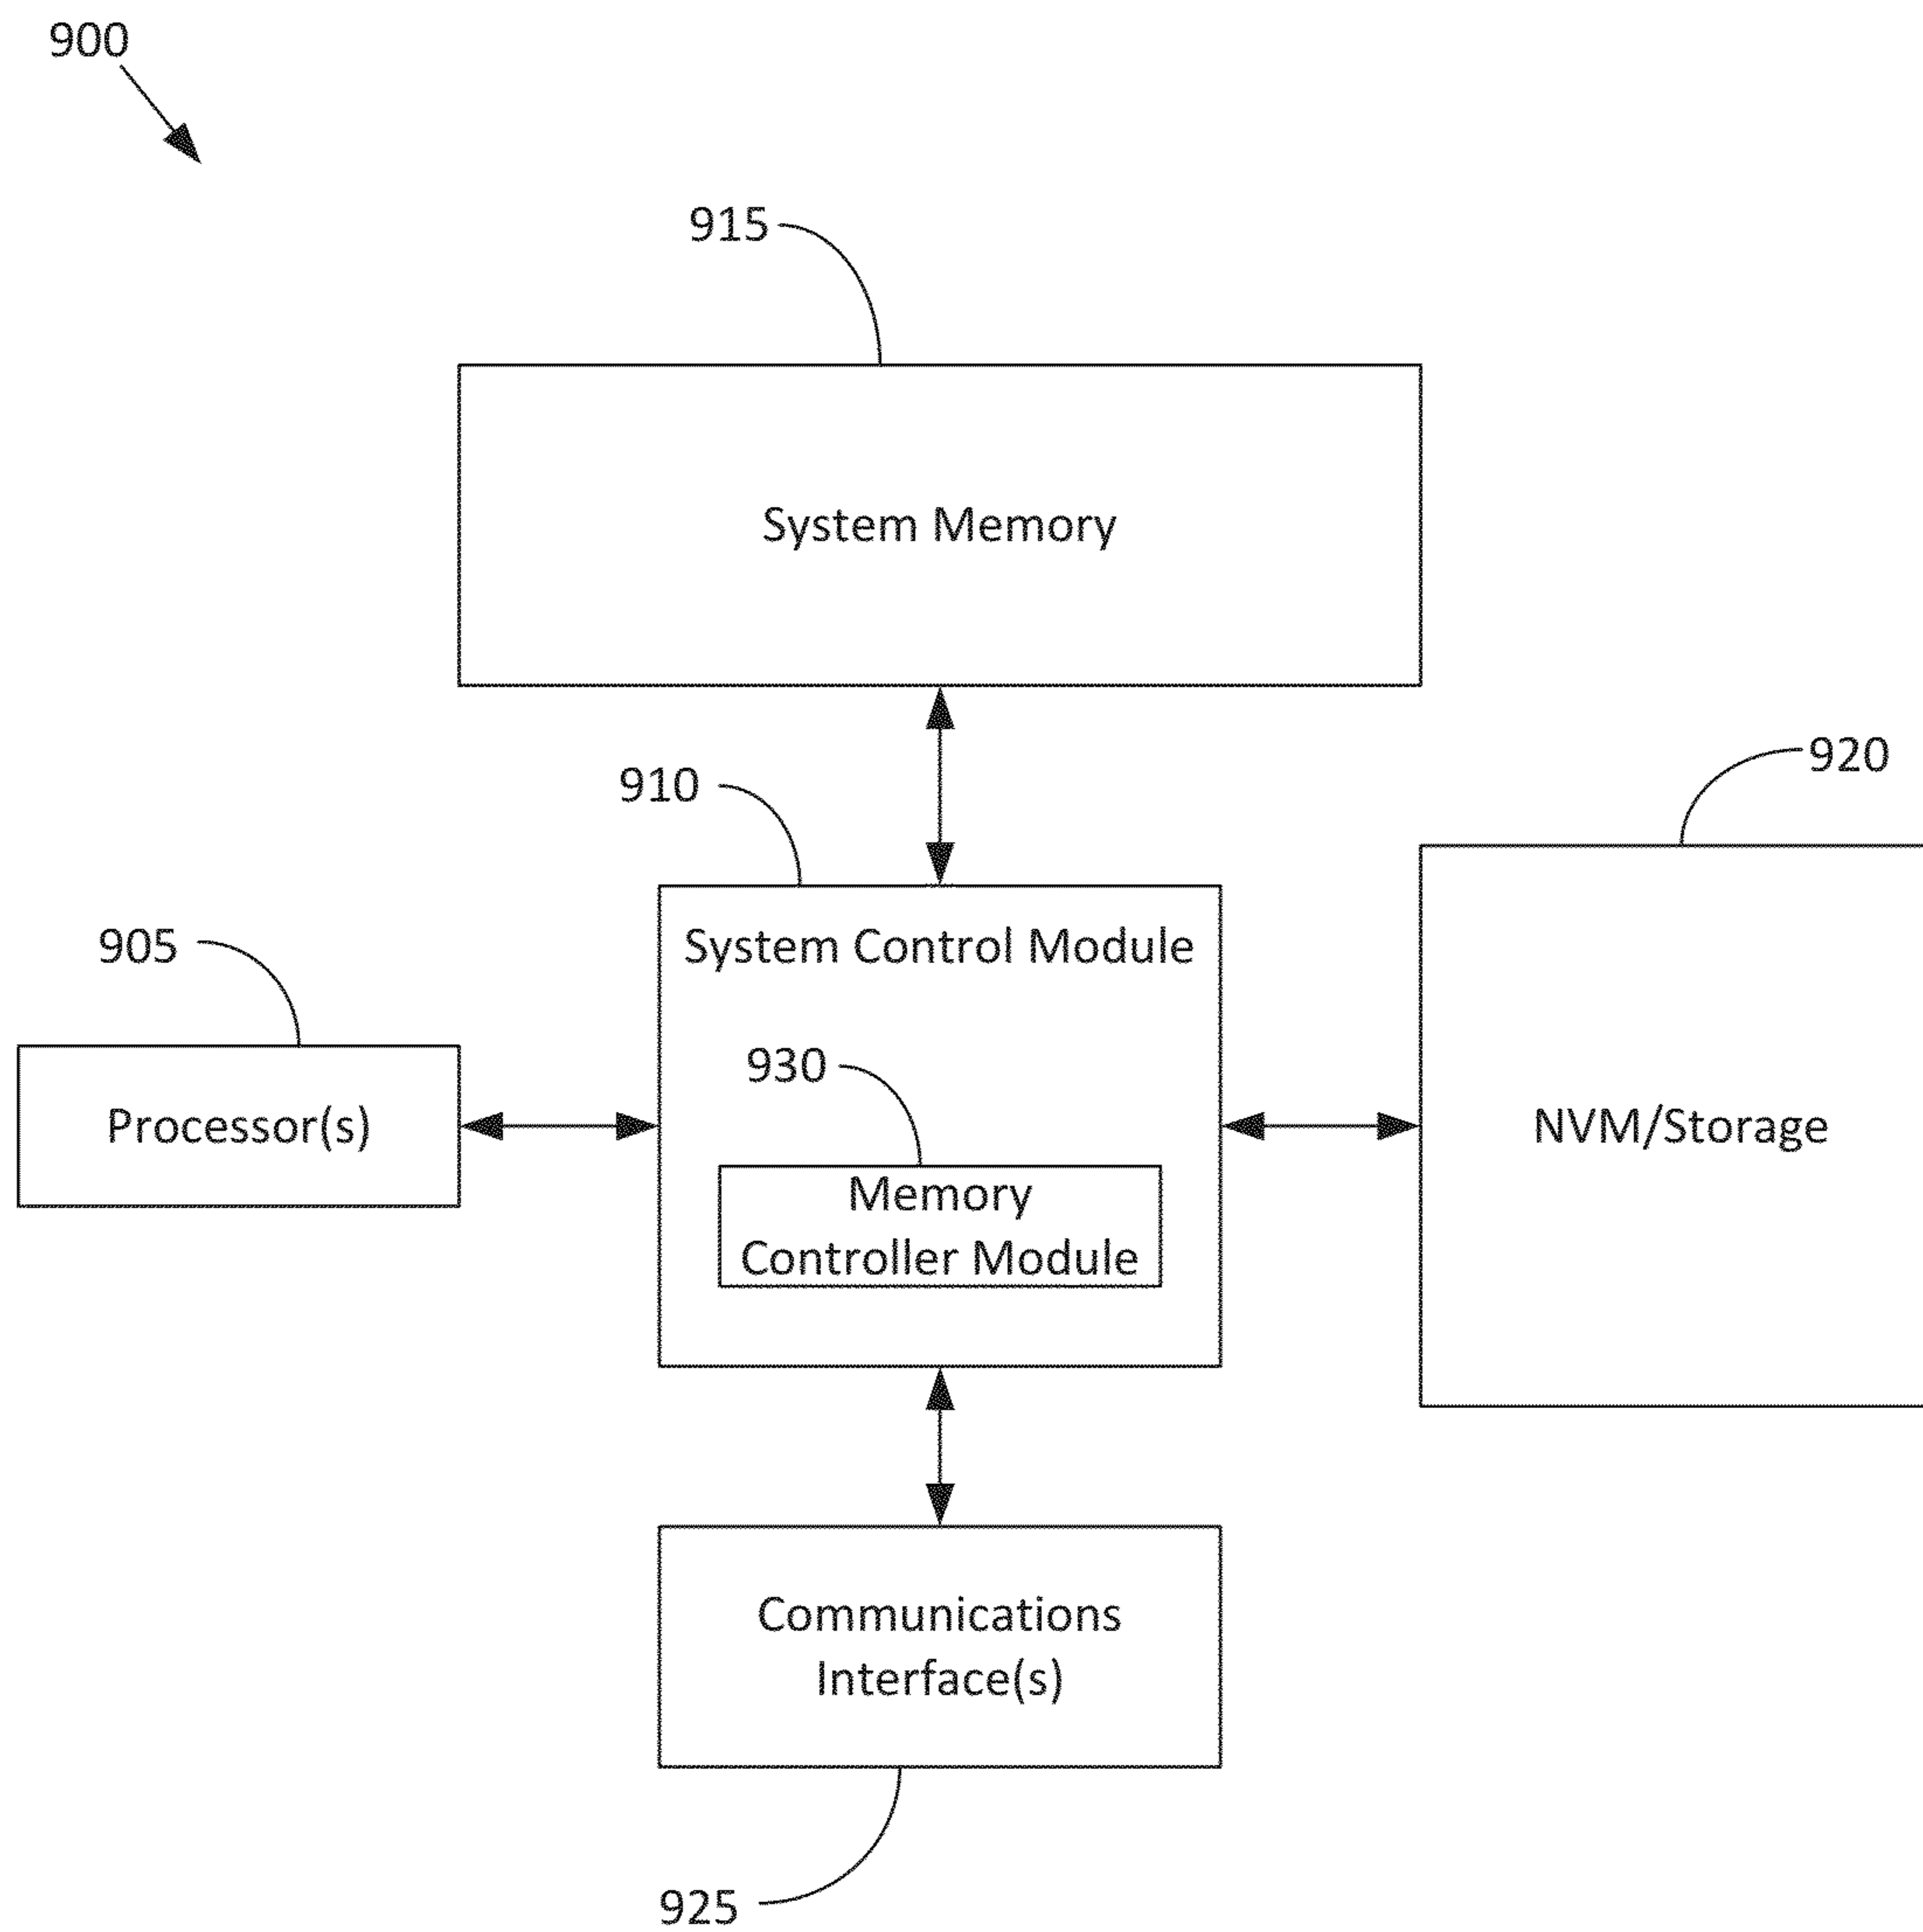 900
915
System Memory
910
920
System Control Module
905
930
Processor(s)
NVM/Storage
Memory
Controller Module
Communications
Interface(s)
925